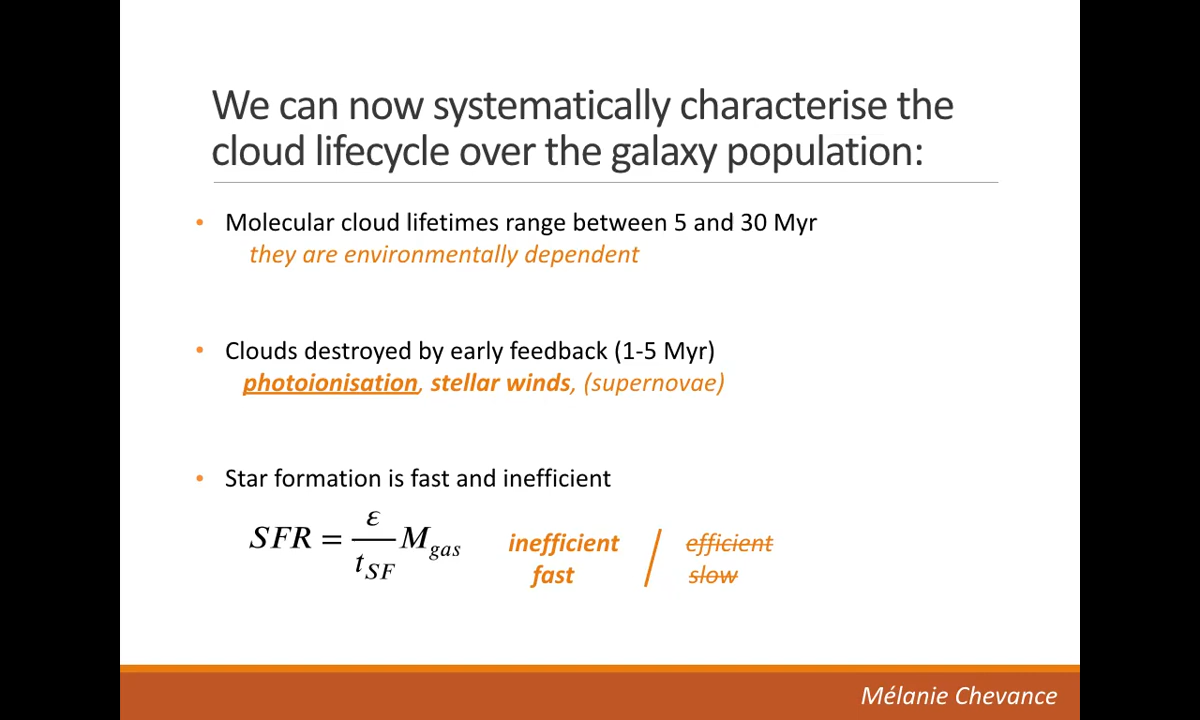 We can now systematically characterise the
cloud lifecycle over the galaxy population:
• Molecular cloud lifetimes range between 5 and 30 Myr
they are environmentally dependent
• Clouds destroyed by early feedback (1-5 Myr)
photoionisation, stellar winds, (supernovae)
• Star formation is fast and inefficient
SFR = ε / t_SF M_gas
inefficient / efficient
fast slow
Mélanie Chevance